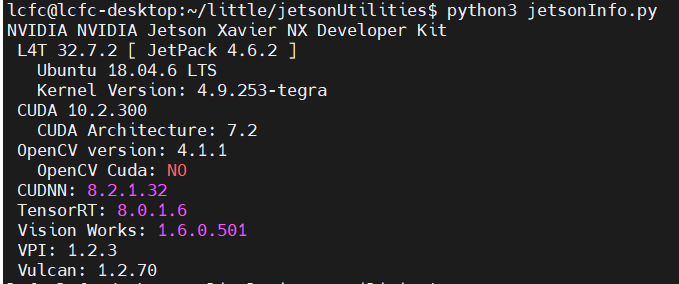 lcfc@lcfc-desktop:~/little/jetsonUtilities$ python3 jetsonInfo.py
NVIDIA NVIDIA Jetson Xavier NX Developer Kit
L4T 32.7.2 [ JetPack 4.6.2 ]
Ubuntu 18.04.6 LTS
Kernel Version: 4.9.253-tegra
CUDA 10.2.300
CUDA Architecture: 7.2
OpenCV version: 4.1.1
OpenCV Cuda: NO
CUDNN: 8.2.1.32
TensorRT: 8.0.1.6
Vision Works: 1.6.0.501
VPI: 1.2.3
Vulcan: 1.2.70